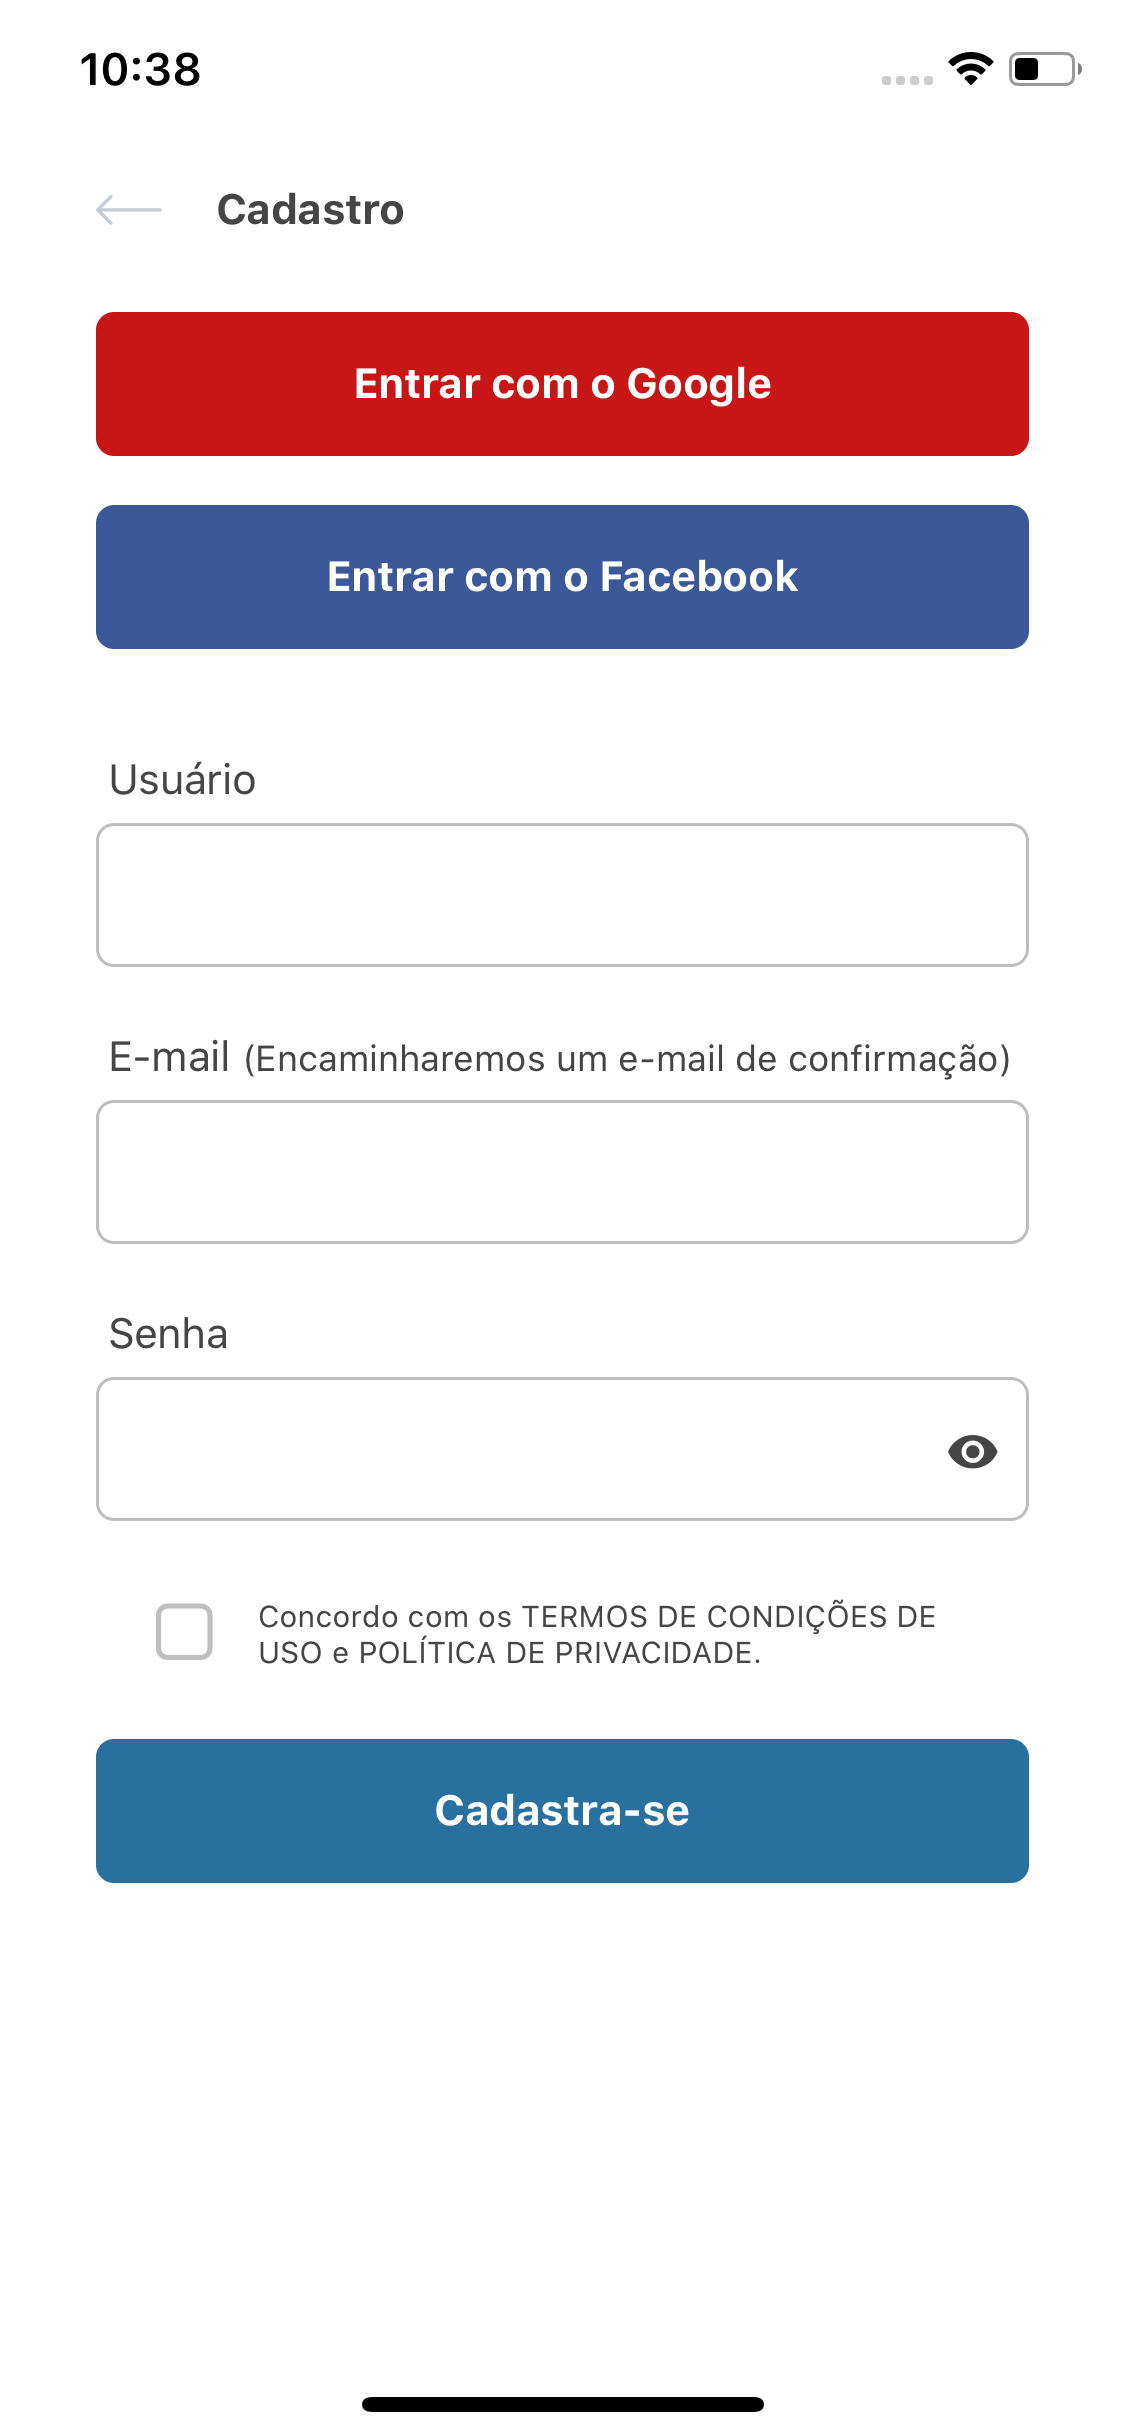 10:38
Cadastro
Entrar com o Google
Entrar com o Facebook
Usuário
E-mail (Encaminharemos um e-mail de confirmação)
Senha
Concordo com os TERMOS DE CONDIÇÕES DE
USO e POLÍTICA DE PRIVACIDADE.
Cadastra-se